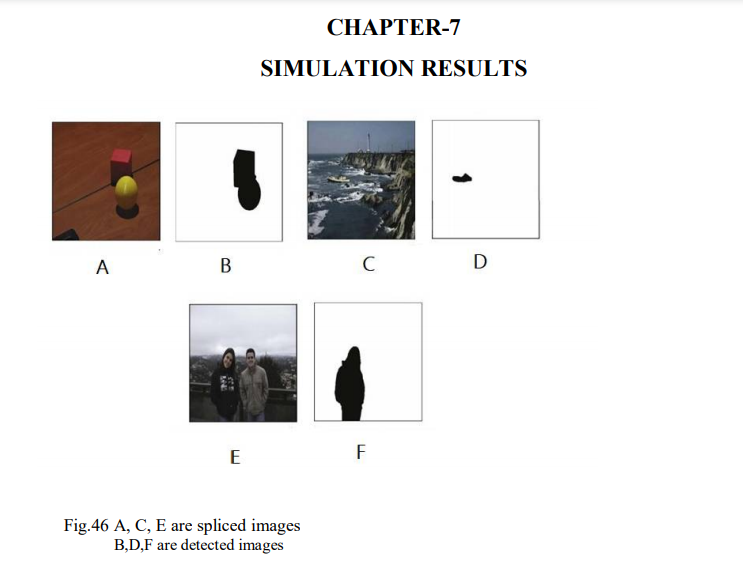 CHAPTER-7
SIMULATION RESULTS
A
B
C
D
E
F
Fig.46 A, C, E are spliced images
B,D,F are detected images